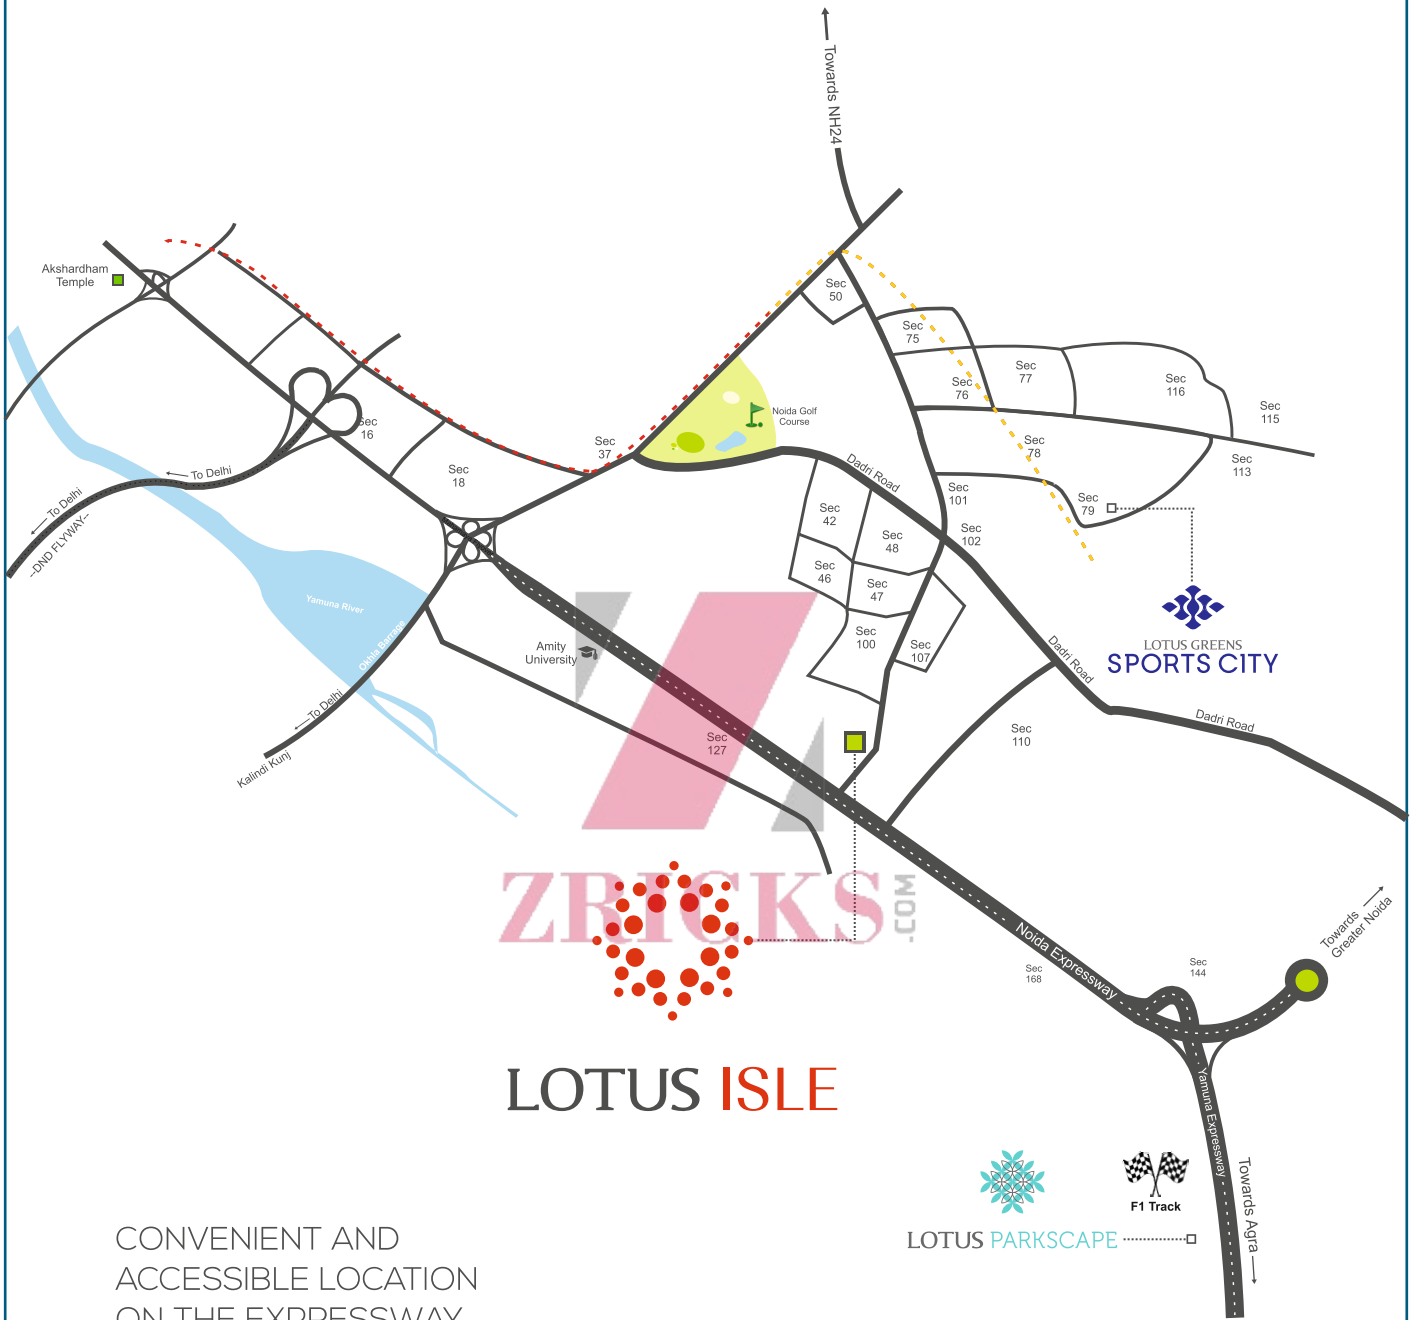 Towards NH24
Akshardham
Temple
Sec
50
Sec
75
Sec
77
Sec
76
Sec
116
Sec
115
Noida Golf
Course
Sec
16
Sec
37
Sec
78
Sec
113
Sec
18
To Delhi
Dadri Road
Sec
101
Sec
79
To Delhi
--DND FLYWAY--
Sec
42
Sec
48
Sec
102
Sec
46
Sec
47
Yamuna River
Okhla Barrage
Sec
100
Sec
107
Amity
University
Dadri Road
LOTUS GREENS
SPORTS CITY
To Delhi
Kalindi Kunj
Sec
127
Sec
110
Dadri Road
ZRICKS
.COM
Noida Expressway
Sec
168
Sec
144
Towards
Greater Noida
LOTUS ISLE
Yamuna Expressway
Towards Agra
F1 Track
LOTUS PARKSCAPE
CONVENIENT AND
ACCESSIBLE LOCATION
ON THE EXPRESSWAY